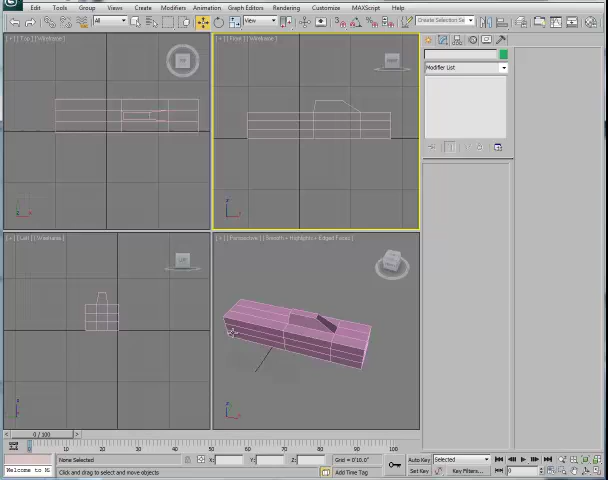 Edit Tools Group Views Create Modifiers Animation Graph Editors Rendering Customize MAXScript Help
All View Create Selection Se
[ + ] Top ] Wireframe ] [ + ] Front ] Wireframe ]
Modifier List
[ + ] Left ] Wireframe ] [ + ] Perspective ] [ Smooth + Highlights + Edged Faces ]
0 / 100
0 10 20 30 40 50 60 70 80 90 100
None Selected X: Y: Z: Grid = 0'10.0" Auto Key Selected
Welcome to M Click and drag to select and move objects Add Time Tag Set Key Key Filters... 0